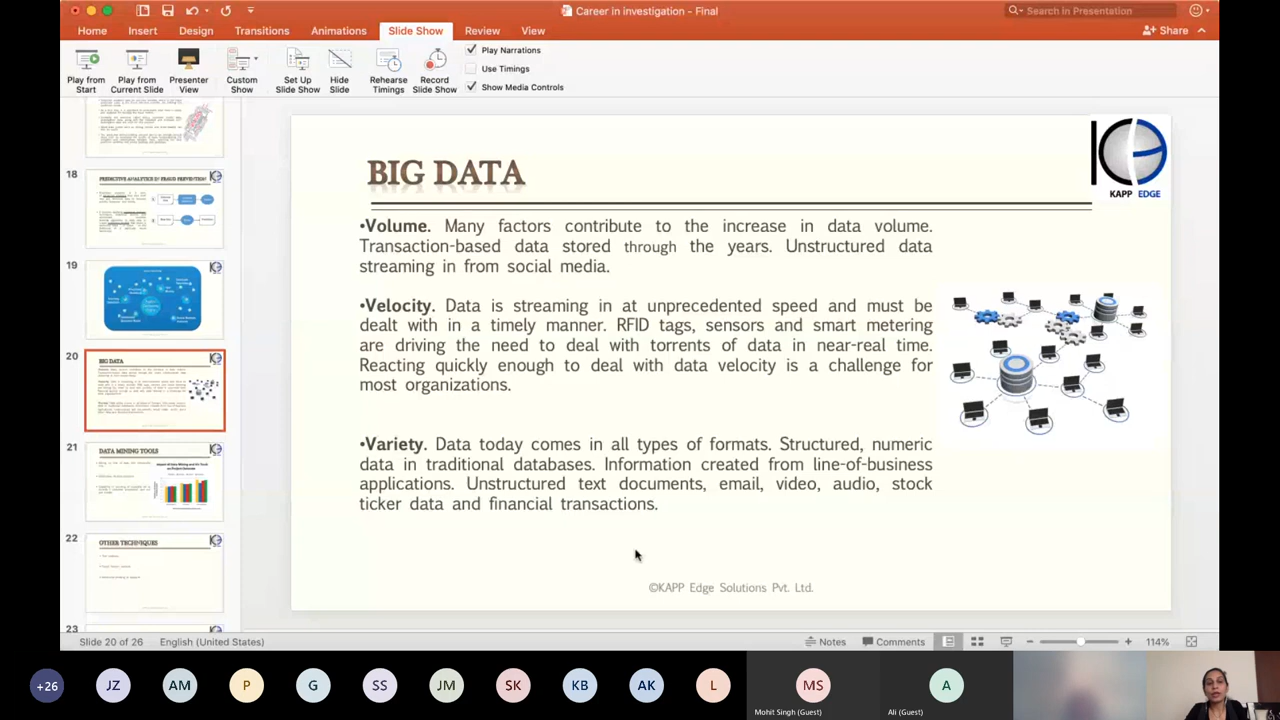 Career in investigation - Final
Search in Presentation
Home Insert Design Transitions Animations Slide Show Review View
Share
Play from Start
Play from Current Slide
Presenter View
Custom Show
Set Up Slide Show
Hide Slide
Rehearse Timings
Record Slide Show
Play Narrations
Use Timings
Show Media Controls
18
PREDICTIVE ANALYTICS IN FRAUD PREVENTION
19
20
BIG DATA
21
DATA MINING TOOLS
22
OTHER TECHNIQUES
23
BIG DATA
KAPP EDGE
•Volume. Many factors contribute to the increase in data volume.
Transaction-based data stored through the years. Unstructured data
streaming in from social media.
•Velocity. Data is streaming in at unprecedented speed and must be
dealt with in a timely manner. RFID tags, sensors and smart metering
are driving the need to deal with torrents of data in near-real time.
Reacting quickly enough to deal with data velocity is a challenge for
most organizations.
•Variety. Data today comes in all types of formats. Structured, numeric
data in traditional databases. Information created from line-of-business
applications. Unstructured text documents, email, video, audio, stock
ticker data and financial transactions.
©KAPP Edge Solutions Pvt. Ltd.
Slide 20 of 26 English (United States)
Notes Comments 114%
+26 JZ AM P G SS JM SK KB AK L MS A
Mohit Singh (Guest) Ali (Guest)